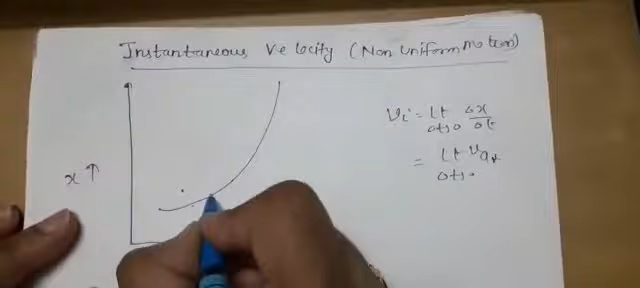 Instantaneous Velocity (Non uniform motion)
Vi = Lt Δx
Δt→0 Δt
= Lt Vav
Δt→0
x ↑